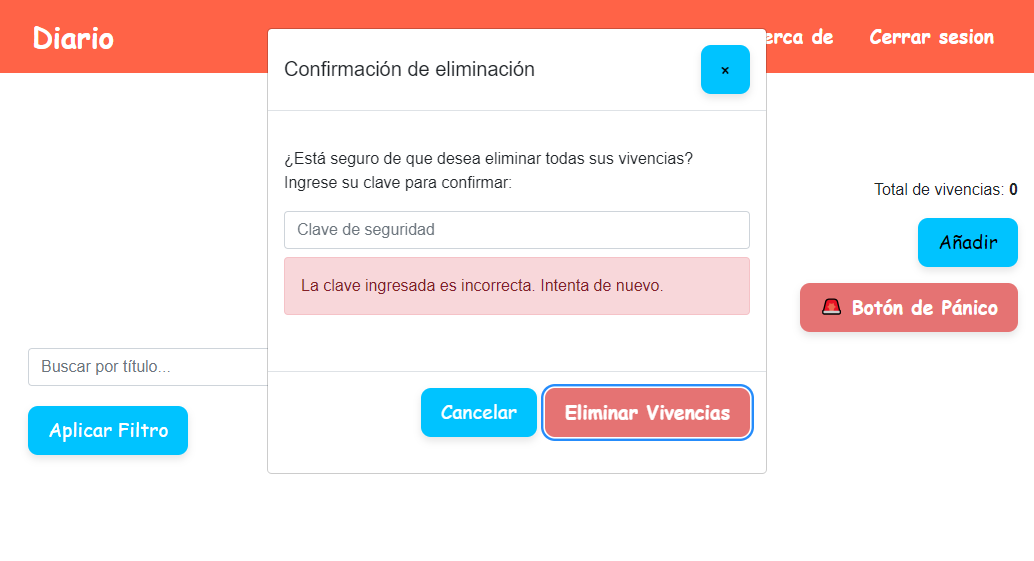 Diario
erca de
Cerrar sesion
Confirmación de eliminación
×
¿Está seguro de que desea eliminar todas sus vivencias?
Ingrese su clave para confirmar:
Clave de seguridad
La clave ingresada es incorrecta. Intenta de nuevo.
Cancelar
Eliminar Vivencias
Total de vivencias: 0
Añadir
Botón de Pánico
Buscar por título...
Aplicar Filtro